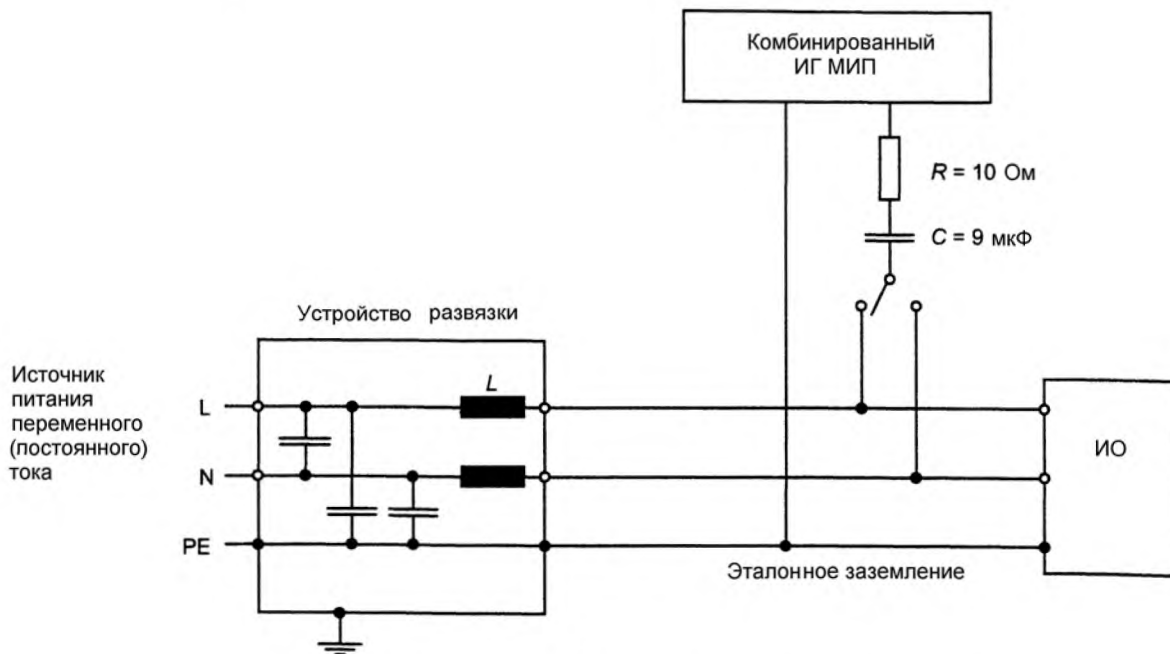 Комбинированный
ИГ МИП
R = 10 Ом
C = 9 мкФ
Устройство развязки
Источник
питания
переменного
(постоянного)
тока
L
L
N
ИО
PE
Эталонное заземление